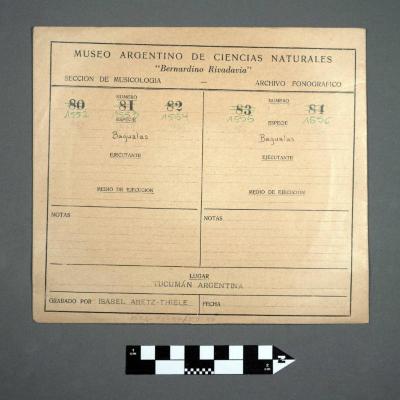 MUSEO ARGENTINO DE CIENCIAS NATURALES
"Bernardino Rivadavia"
SECCION DE MUSICOLOGIA — ARCHIVO FONOGRAFICO
NUMERO NUMERO
80 81 82 83 84
1552 1553 1554 1555 1556
ESPECIE ESPECIE
Bagualas Bagualas
EJECUTANTE EJECUTANTE
MEDIO DE EJECUCION MEDIO DE EJECUCION
NOTAS NOTAS
LUGAR
TUCUMÁN ARGENTINA
GRABADO POR ISABEL ARETZ-THIELE FECHA